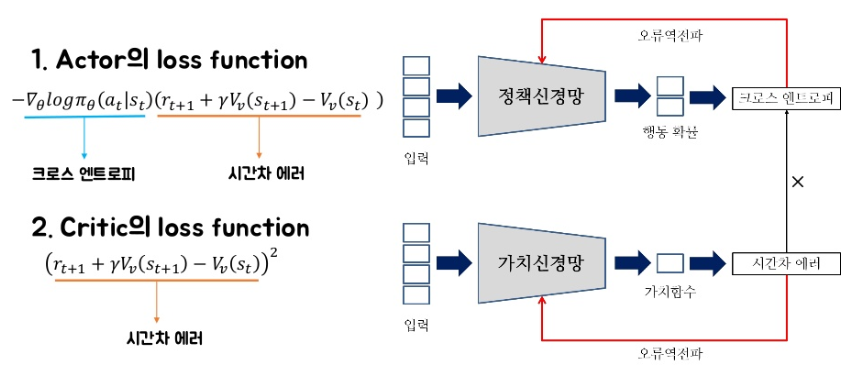 1. Actor의 loss function
−∇θlogπθ(at|st)(rt+1 + γVv(st+1) − Vv(st) )
크로스 엔트로피
시간차 에러
2. Critic의 loss function
(rt+1 + γVv(st+1) − Vv(st))²
시간차 에러
오류역전파
정책신경망
크로스 엔트로피
입력
행동 확률
×
가치신경망
시간차 에러
입력
가치함수
오류역전파